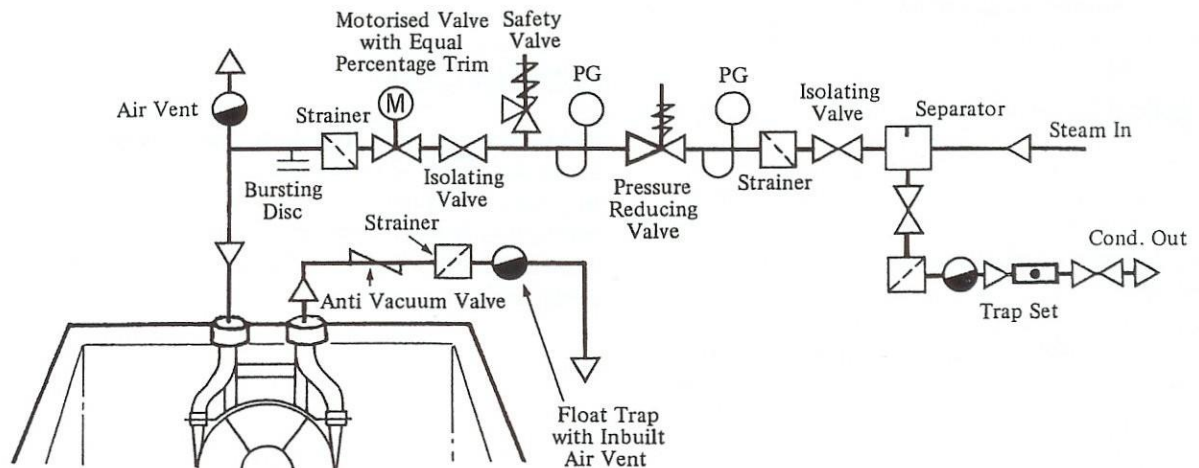 Motorised Valve
with Equal
Percentage Trim
Safety
Valve
PG
PG
Isolating
Valve
Separator
Steam In
Air Vent
Strainer
M
Bursting
Disc
Isolating
Valve
Pressure
Reducing
Valve
Strainer
Strainer
Anti Vacuum Valve
Cond. Out
Trap Set
Float Trap
with Inbuilt
Air Vent